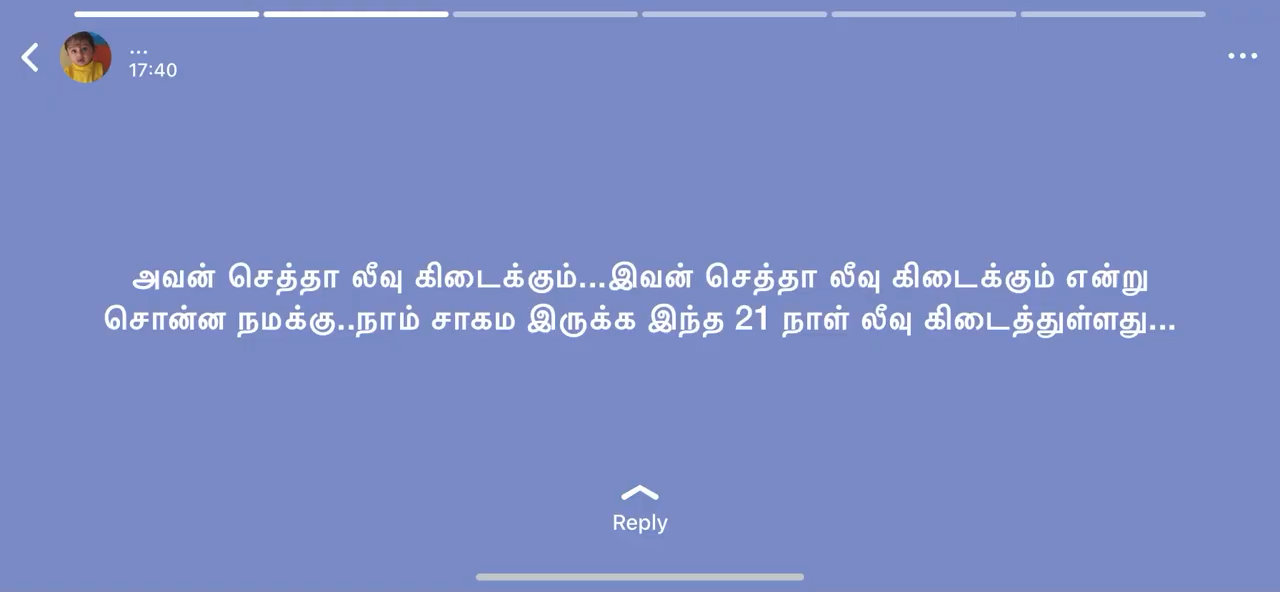 ...
17:40
அவன் செத்தா லீவு கிடைக்கும்...இவன் செத்தா லீவு கிடைக்கும் என்று
சொன்ன நமக்கு..நாம் சாகம இருக்க இந்த 21 நாள் லீவு கிடைத்துள்ளது...
Reply